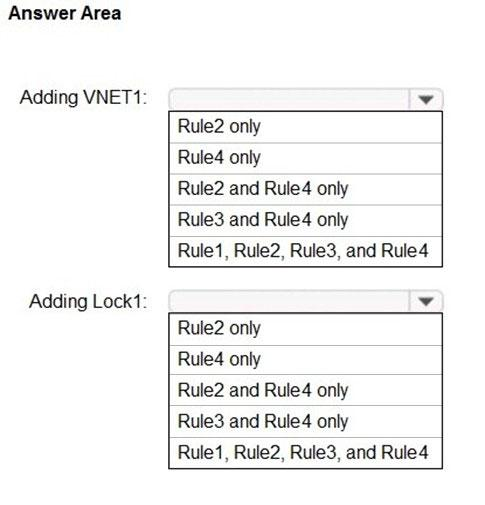 Answer Area
Adding VNET1:
Rule2 only
Rule4 only
Rule2 and Rule4 only
Rule3 and Rule4 only
Rule1, Rule2, Rule3, and Rule4
Adding Lock1:
Rule2 only
Rule4 only
Rule2 and Rule4 only
Rule3 and Rule4 only
Rule1, Rule2, Rule3, and Rule4